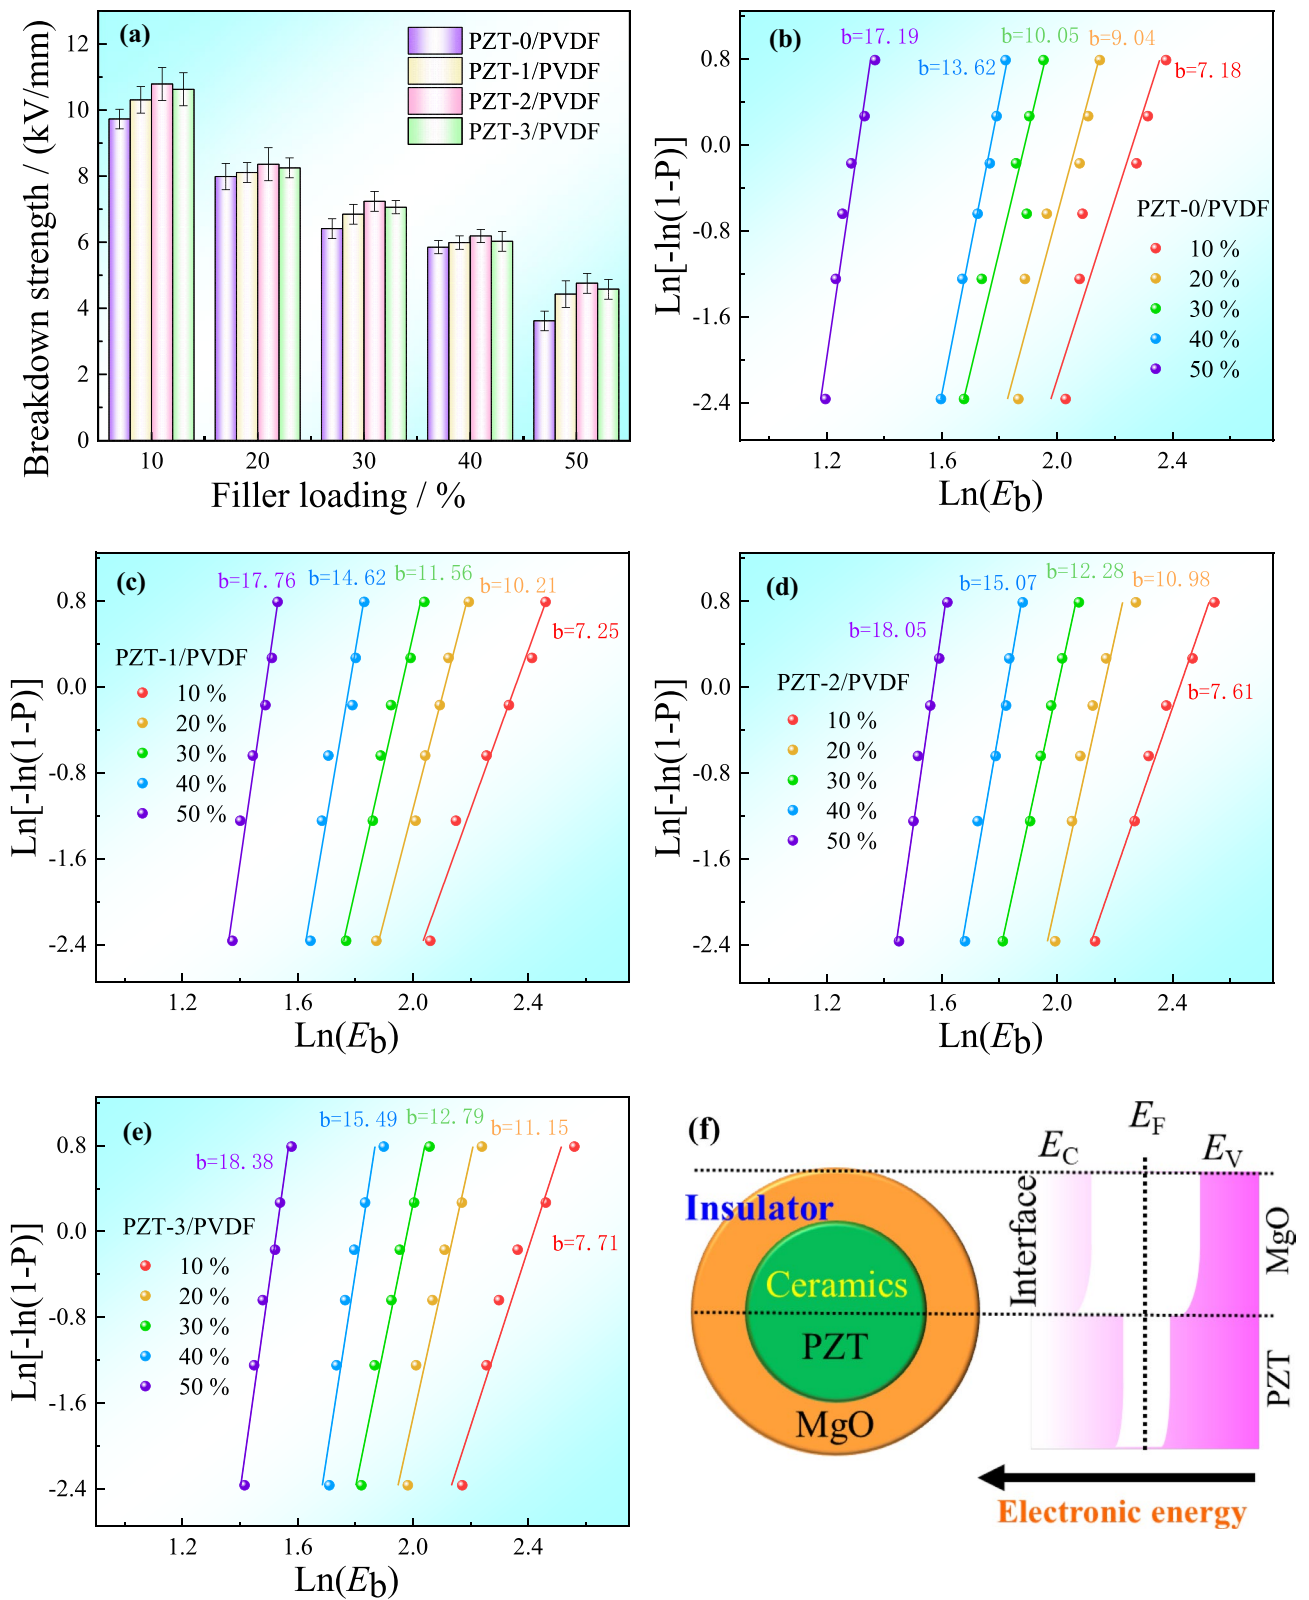 (a)
PZT-0/PVDF
PZT-1/PVDF
PZT-2/PVDF
PZT-3/PVDF
Breakdown strength / (kV/mm)
12
10
8
6
4
2
0
10 20 30 40 50
Filler loading / %
(b)
b=17.19
b=13.62
b=10.05
b=9.04
b=7.18
Ln[-ln(1-P)]
0.8
0.0
-0.8
-1.6
-2.4
PZT-0/PVDF
10 %
20 %
30 %
40 %
50 %
1.2 1.6 2.0 2.4
Ln(Eb)
(c)
b=17.76
b=14.62
b=11.56
b=10.21
b=7.25
Ln[-ln(1-P)]
0.8
0.0
-0.8
-1.6
-2.4
PZT-1/PVDF
10 %
20 %
30 %
40 %
50 %
1.2 1.6 2.0 2.4
Ln(Eb)
(d)
b=18.05
b=15.07
b=12.28
b=10.98
b=7.61
Ln[-ln(1-P)]
0.8
0.0
-0.8
-1.6
-2.4
PZT-2/PVDF
10 %
20 %
30 %
40 %
50 %
1.2 1.6 2.0 2.4
Ln(Eb)
(e)
b=18.38
b=15.49
b=12.79
b=11.15
b=7.71
Ln[-ln(1-P)]
0.8
0.0
-0.8
-1.6
-2.4
PZT-3/PVDF
10 %
20 %
30 %
40 %
50 %
1.2 1.6 2.0 2.4
Ln(Eb)
(f)
Insulator
Ceramics
PZT
MgO
EC
EF
EV
Interface
MgO
PZT
Electronic energy